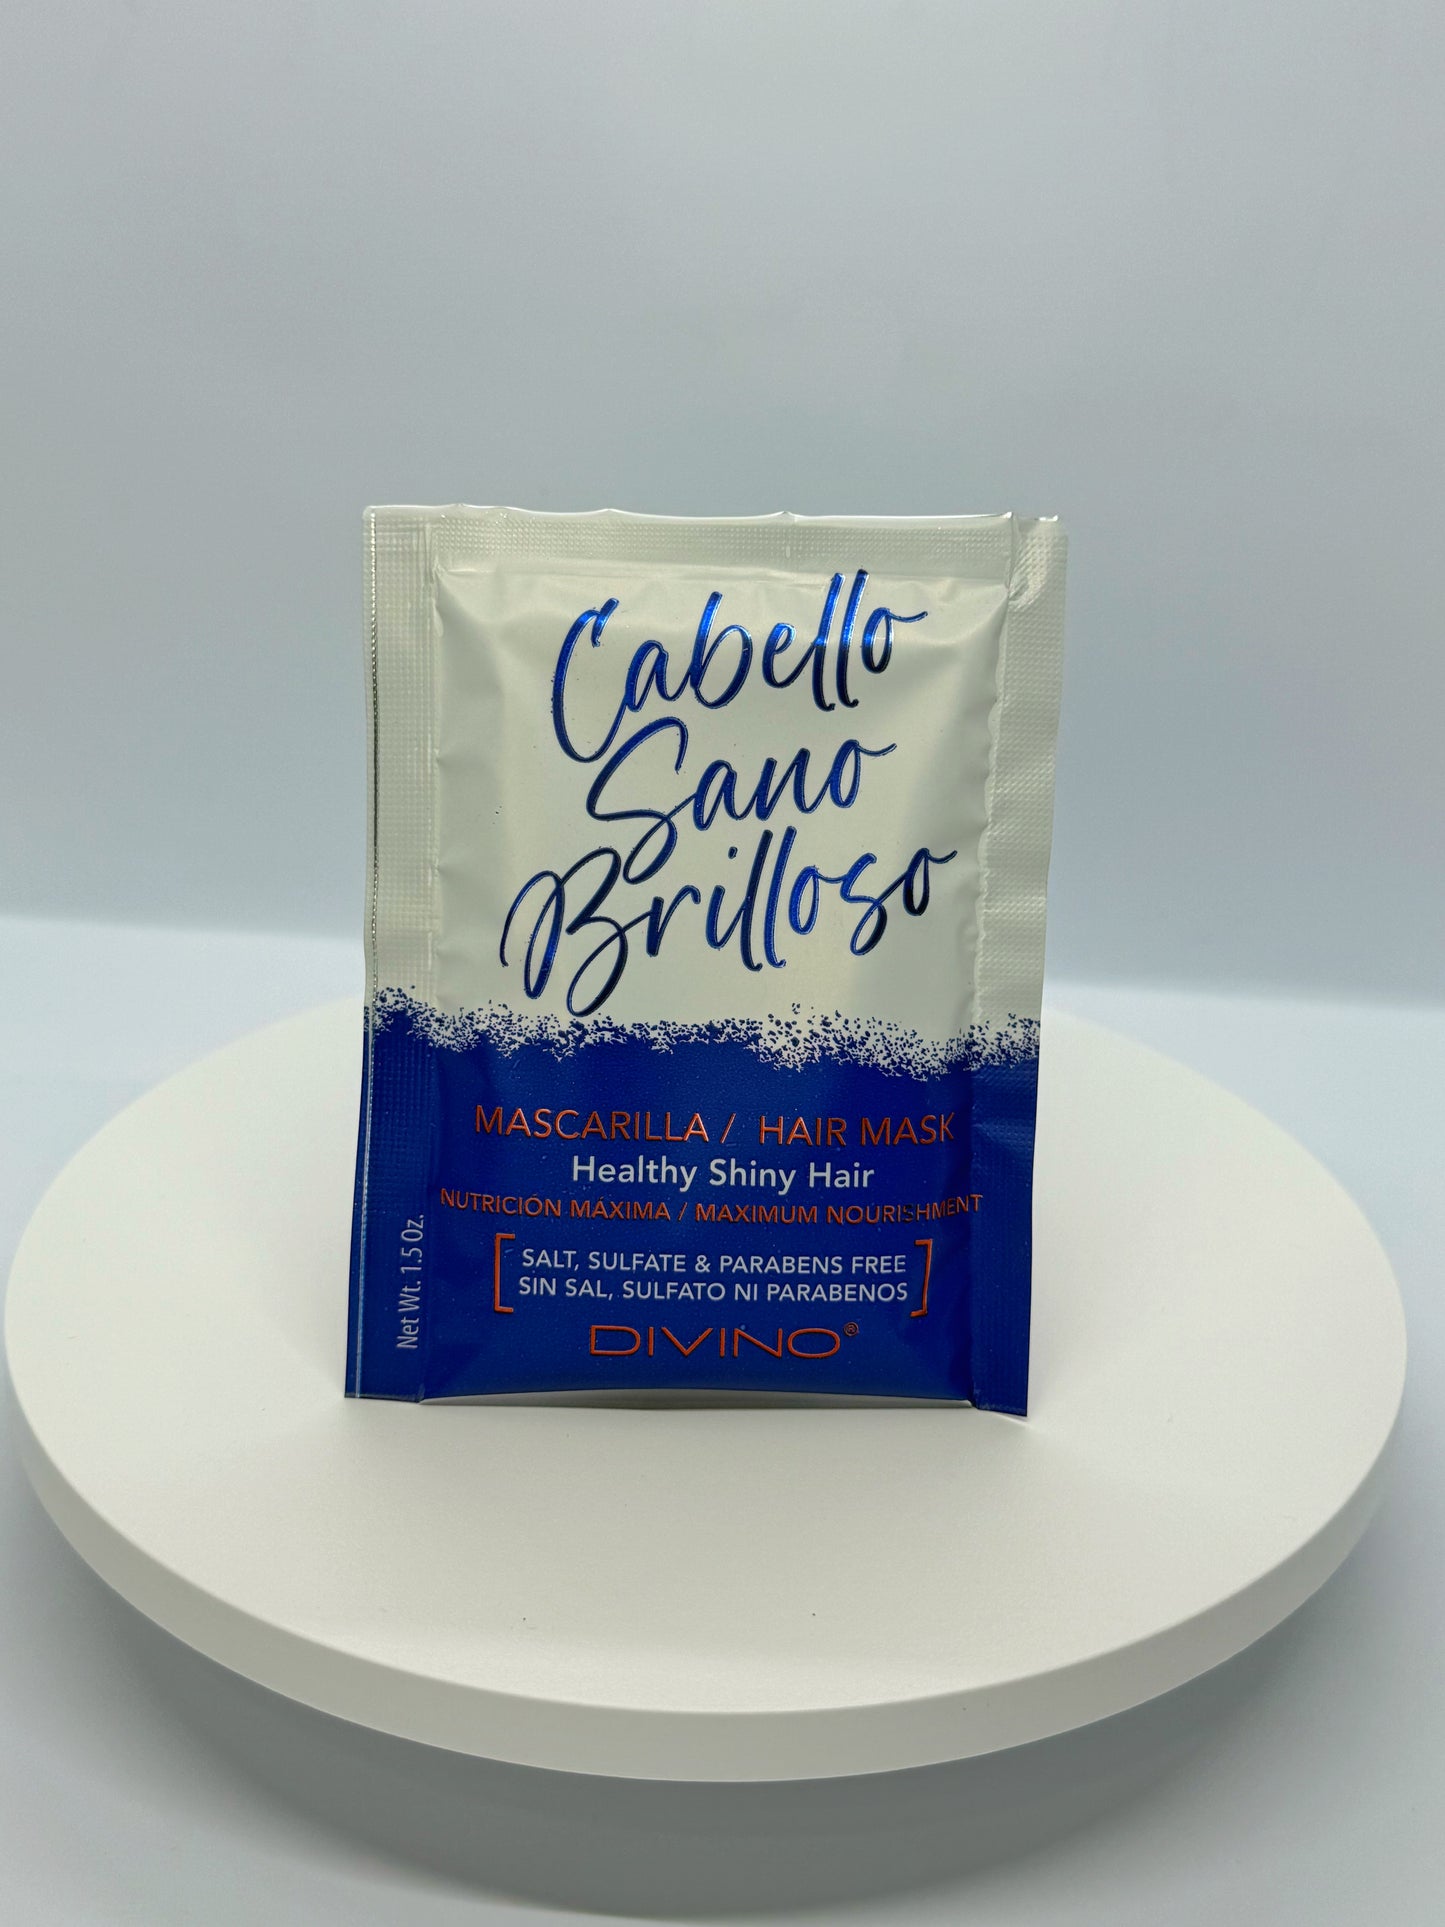 Cabello
Sano
Brilloso
MASCARILLA / HAIR MASK
Healthy Shiny Hair
NUTRICIÓN MÁXIMA / MAXIMUM NOURISHMENT
SALT, SULFATE & PARABENS FREE
SIN SAL, SULFATO NI PARABENOS
DIVINO®
Net Wt. 1.5 Oz.